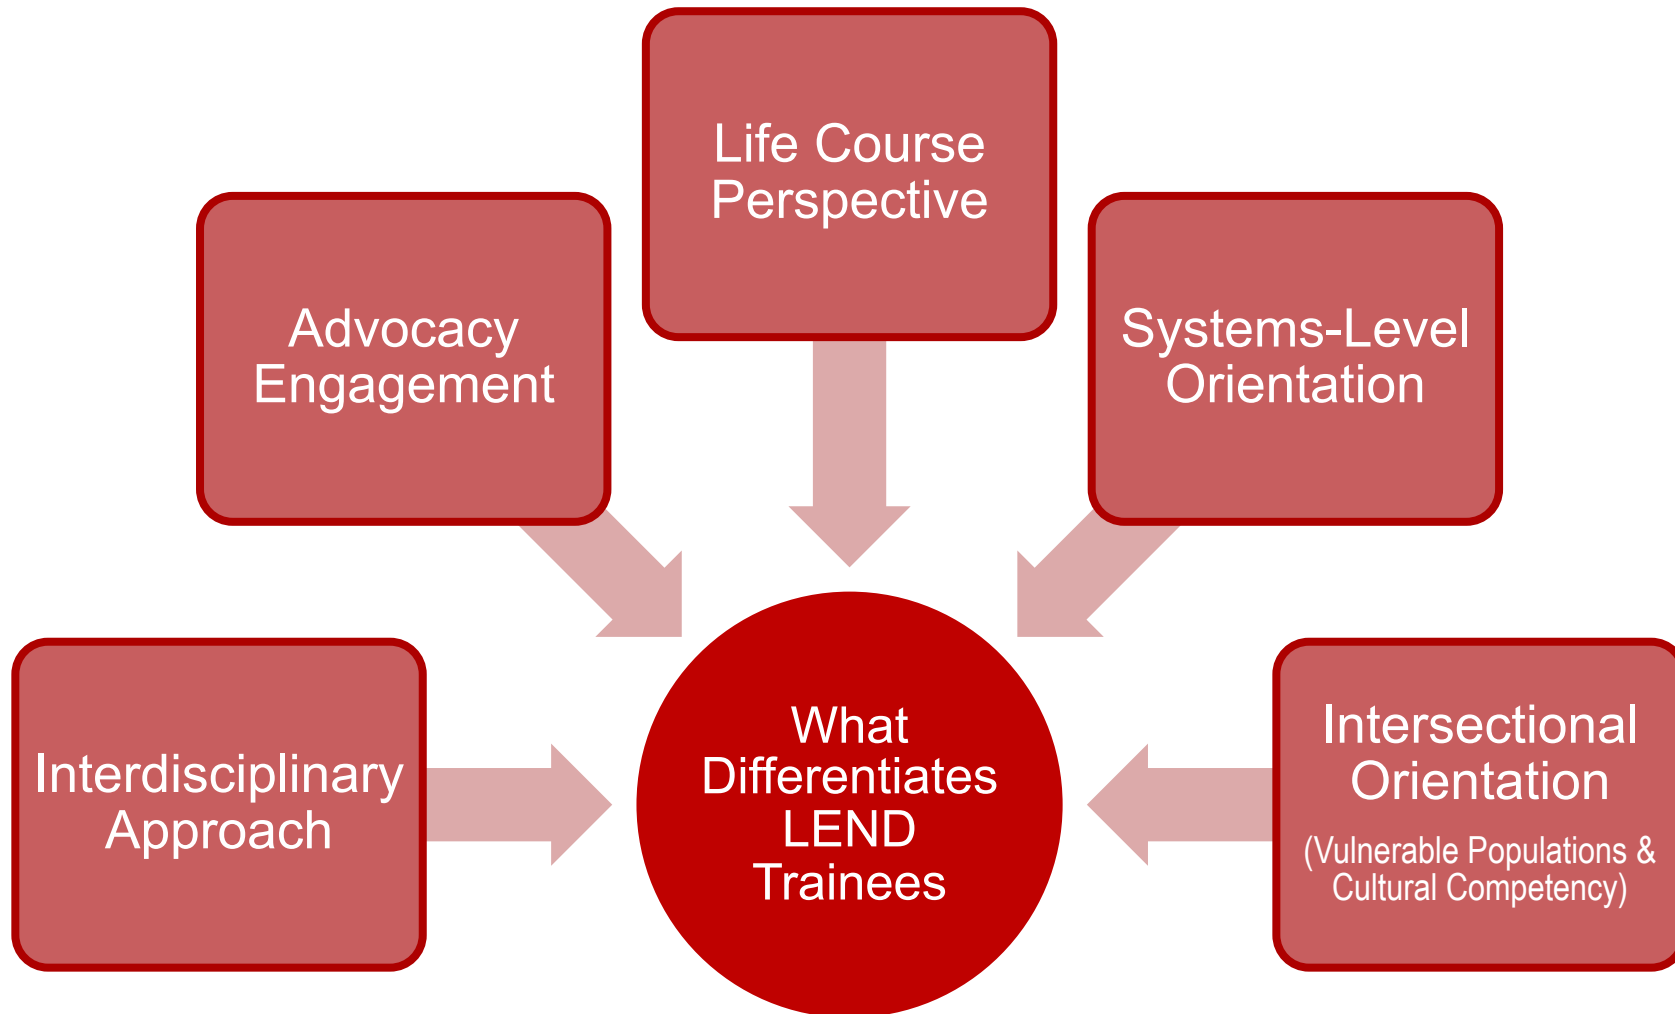 Life Course
Perspective
Advocacy
Engagement
Systems-Level
Orientation
Interdisciplinary
Approach
What
Differentiates
LEND
Trainees
Intersectional
Orientation
(Vulnerable Populations &
Cultural Competency)